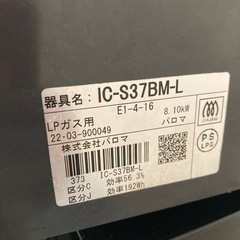 器具名: IC-S37BM-L
E1-4-16 8.10kW
LPガス用 パロマ
22・03-900049
株式会社パロマ
373 IC-S37BM-L
区分C 効率56.3%
区分J 効率192Wh
PS
LPG